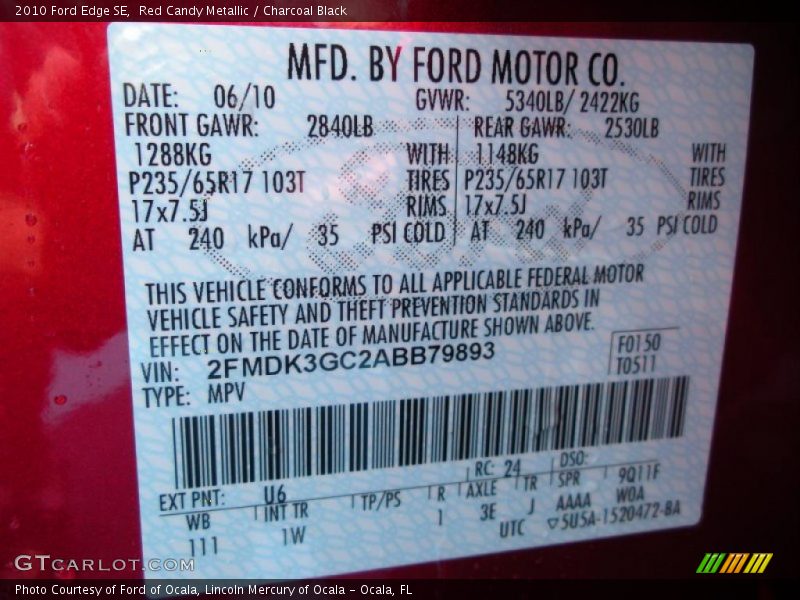 2010 Ford Edge SE,  Red Candy Metallic / Charcoal Black
MFD. BY FORD MOTOR CO.
DATE: 06/10 GVWR: 5340LB/ 2422KG
FRONT GAWR: 2840LB REAR GAWR: 2530LB
1288KG WITH 1148KG WITH
P235/65R17 103T TIRES P235/65R17 103T TIRES
17x7.5J RIMS 17x7.5J RIMS
AT 240 kPa/ 35 PSI COLD AT 240 kPa/ 35 PSI COLD
THIS VEHICLE CONFORMS TO ALL APPLICABLE FEDERAL MOTOR
VEHICLE SAFETY AND THEFT PREVENTION STANDARDS IN
EFFECT ON THE DATE OF MANUFACTURE SHOWN ABOVE.
VIN: 2FMDK3GC2ABB79893 F0150
TYPE: MPV T0511
EXT PNT: U6 RC: 24 DSO:
WB INT TR TP/PS R AXLE TR SPR 9Q11F
111 1W 1 3E J AAAA W0A
UTC ▽5U5A-1520472-BA
GTCARLOT.COM
Photo Courtesy of Ford of Ocala, Lincoln Mercury of Ocala - Ocala, FL